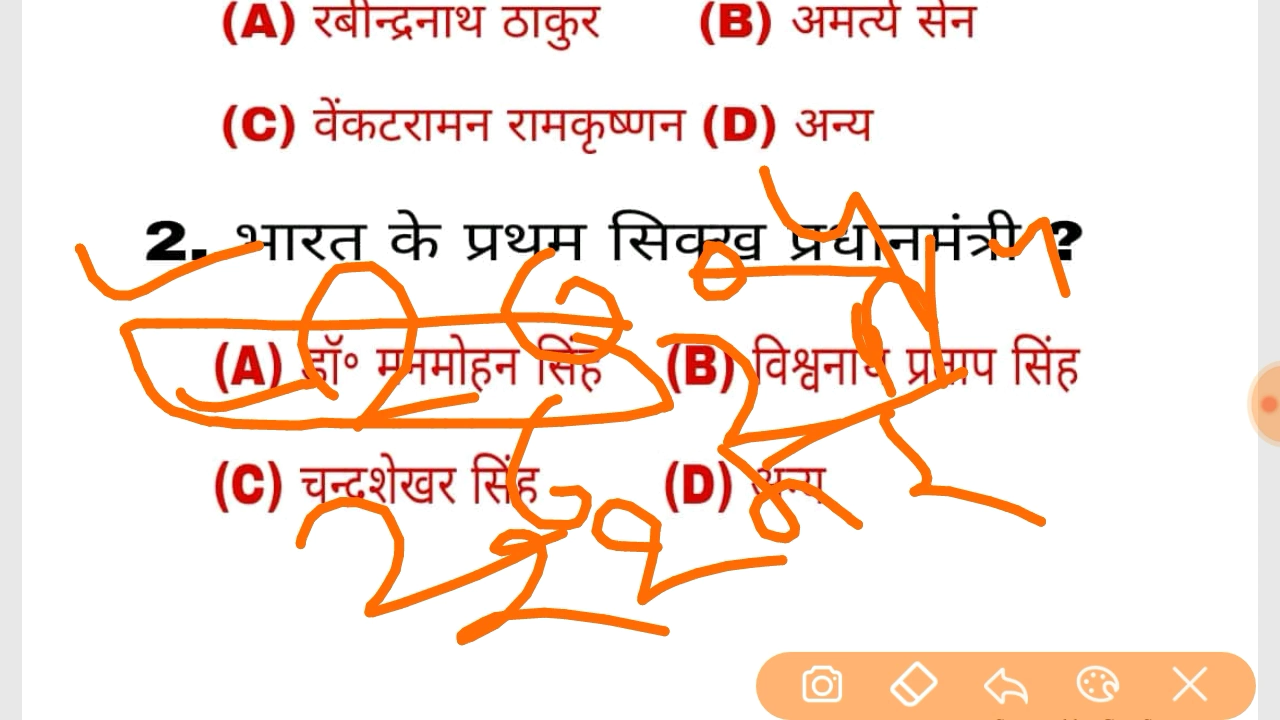 (A) रबीन्द्रनाथ ठाकुर (B) अमर्त्य सेन
(C) वेंकटरामन रामकृष्णन (D) अन्य
2. भारत के प्रथम सिक्ख प्रधानमंत्री ?
(A) डॉ॰ मनमोहन सिंह (B) विश्वनाथ प्रताप सिंह
(C) चन्द्रशेखर सिंह (D) अन्य